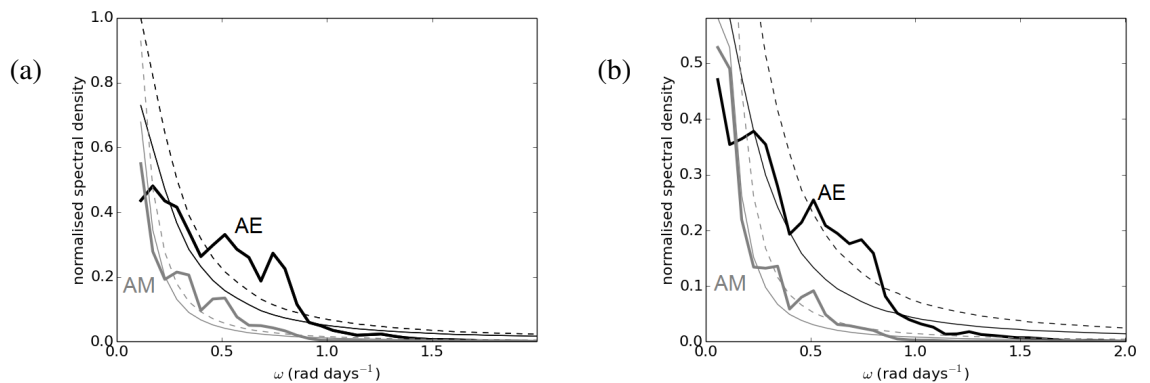 (a)
normalised spectral density
1.0
0.8
0.6
0.4
0.2
0.0
AE
AM
0.0 0.5 1.0 1.5
ω (rad days⁻¹)
(b)
normalised spectral density
0.5
0.4
0.3
0.2
0.1
0.0
AE
AM
0.0 0.5 1.0 1.5 2.0
ω (rad days⁻¹)